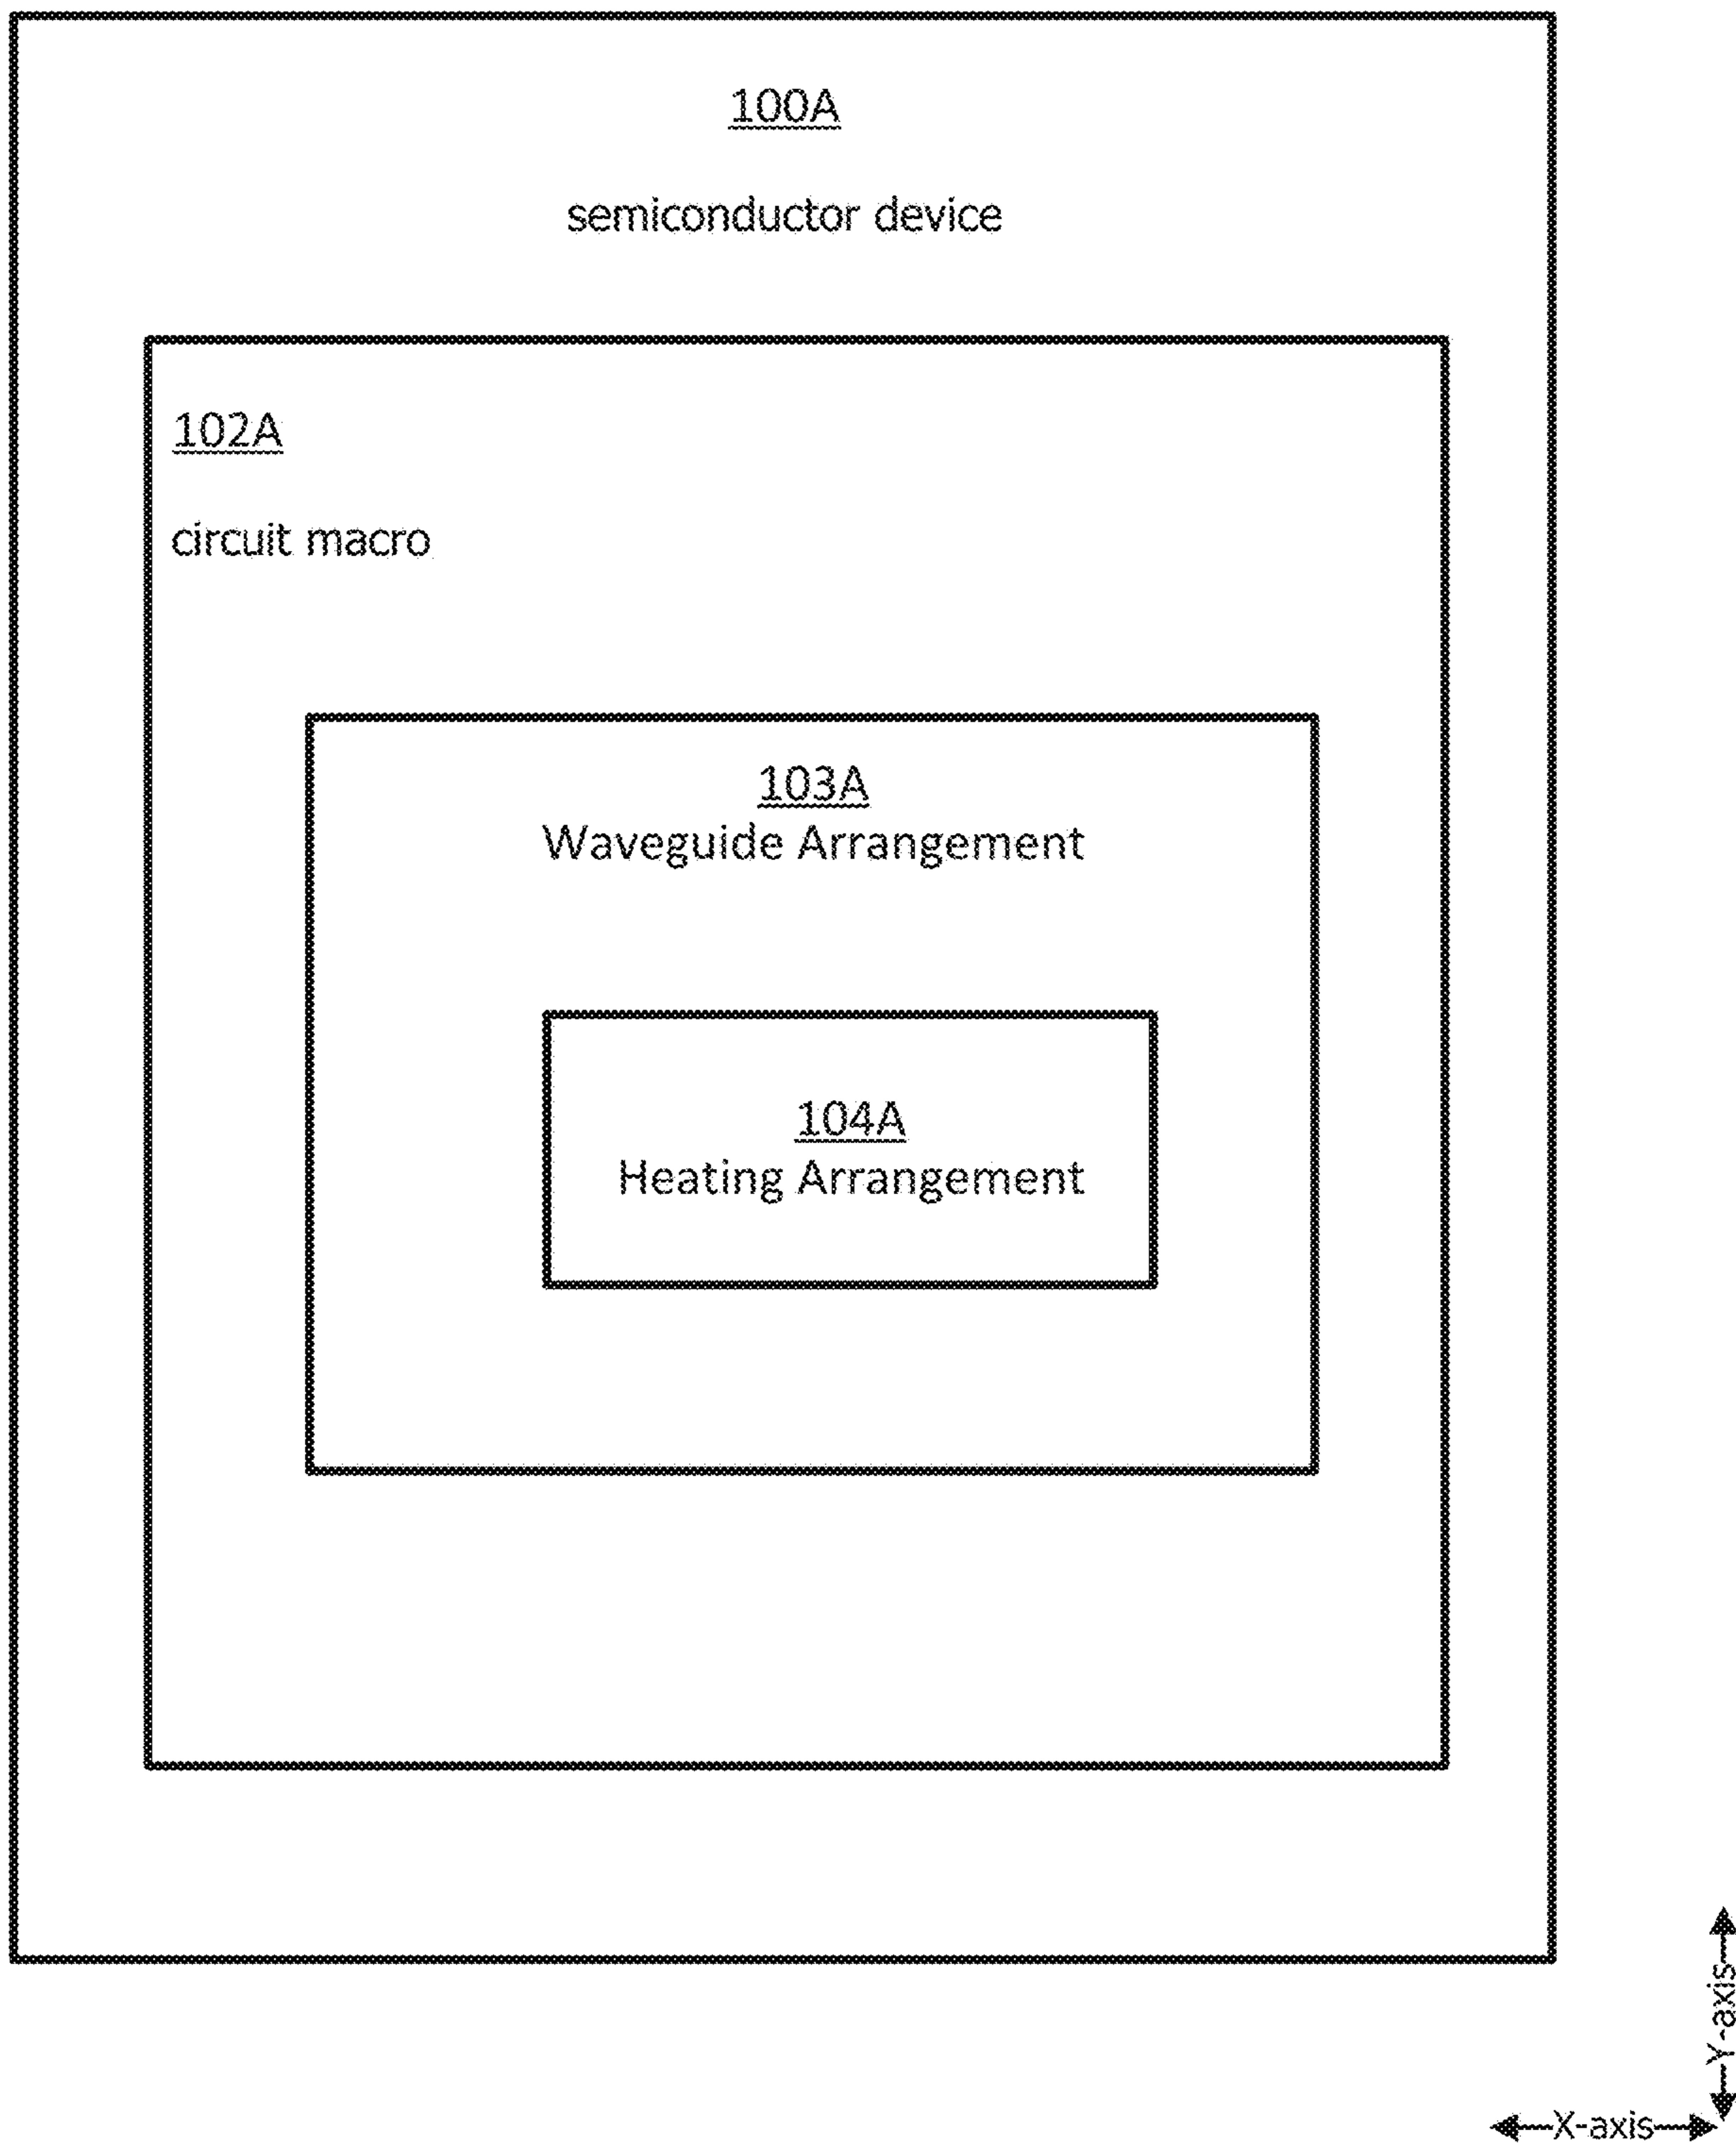 100A
semiconductor device
102A
circuit macro
103A
Waveguide Arrangement
104A
Heating Arrangement
Y-axis
X-axis